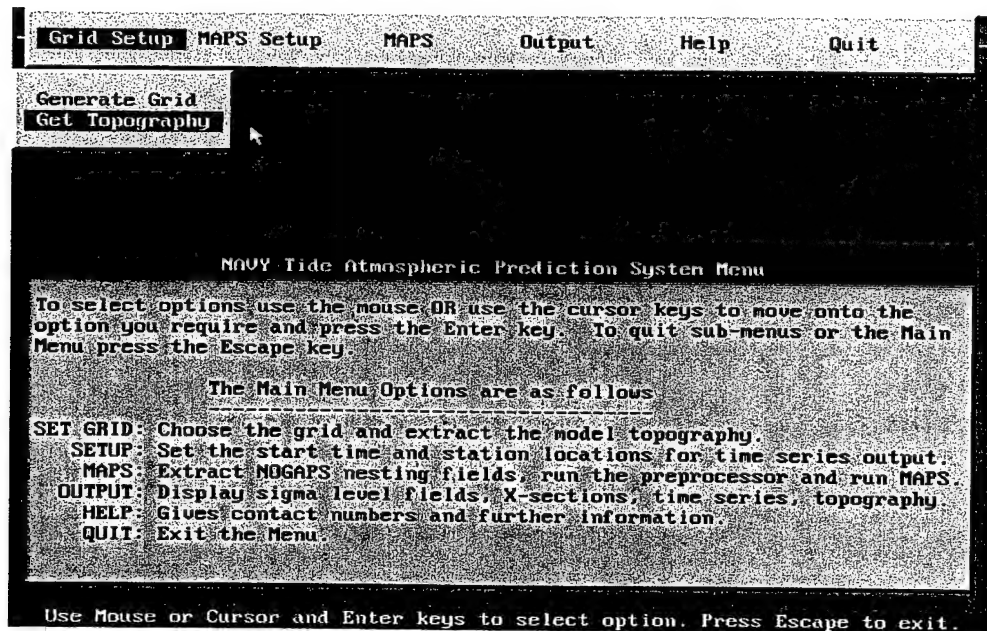 Grid Setup MAPS Setup MAPS Output Help Quit
Generate Grid
Get Topography
NAVY Tide Atmospheric Prediction System Menu
To select options use the mouse OR use the cursor keys to move onto the
option you require and press the Enter key. To quit sub-menus or the Main
Menu press the Escape key.
The Main Menu Options are as follows
SET GRID: Choose the grid and extract the model topography.
SETUP: Set the start time and station locations for time series output.
MAPS: Extract NOGAPS nesting fields, run the preprocessor and run MAPS.
OUTPUT: Display sigma level fields, X-sections, time series, topography
HELP: Gives contact numbers and further information.
QUIT: Exit the Menu.
Use Mouse or Cursor and Enter keys to select option. Press Escape to exit.